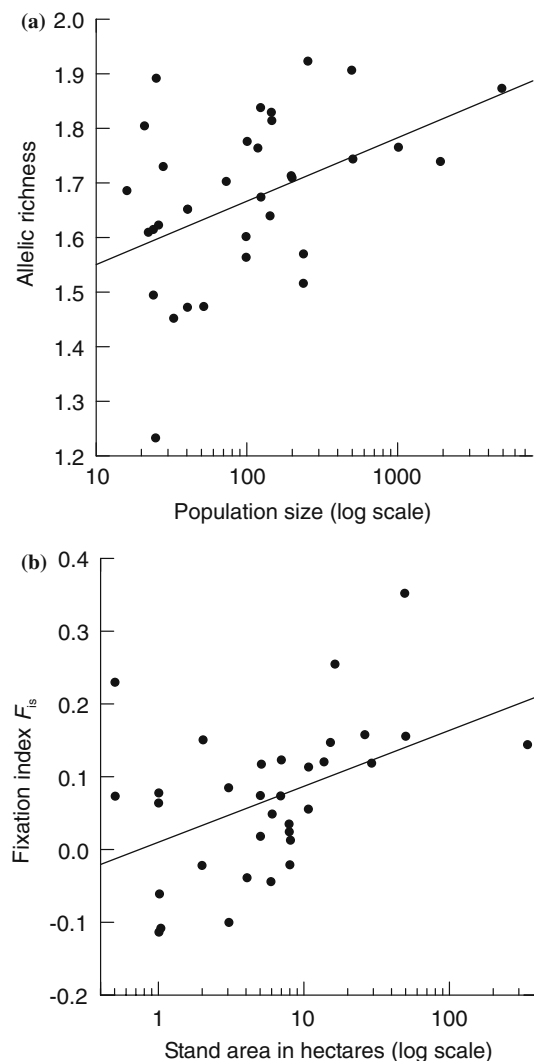 (a)
2.0
1.9
1.8
1.7
1.6
1.5
1.4
1.3
1.2
Allelic richness
10 100 1000
Population size (log scale)
(b)
0.4
0.3
0.2
0.1
0.0
-0.1
-0.2
Fixation index Fis
1 10 100
Stand area in hectares (log scale)